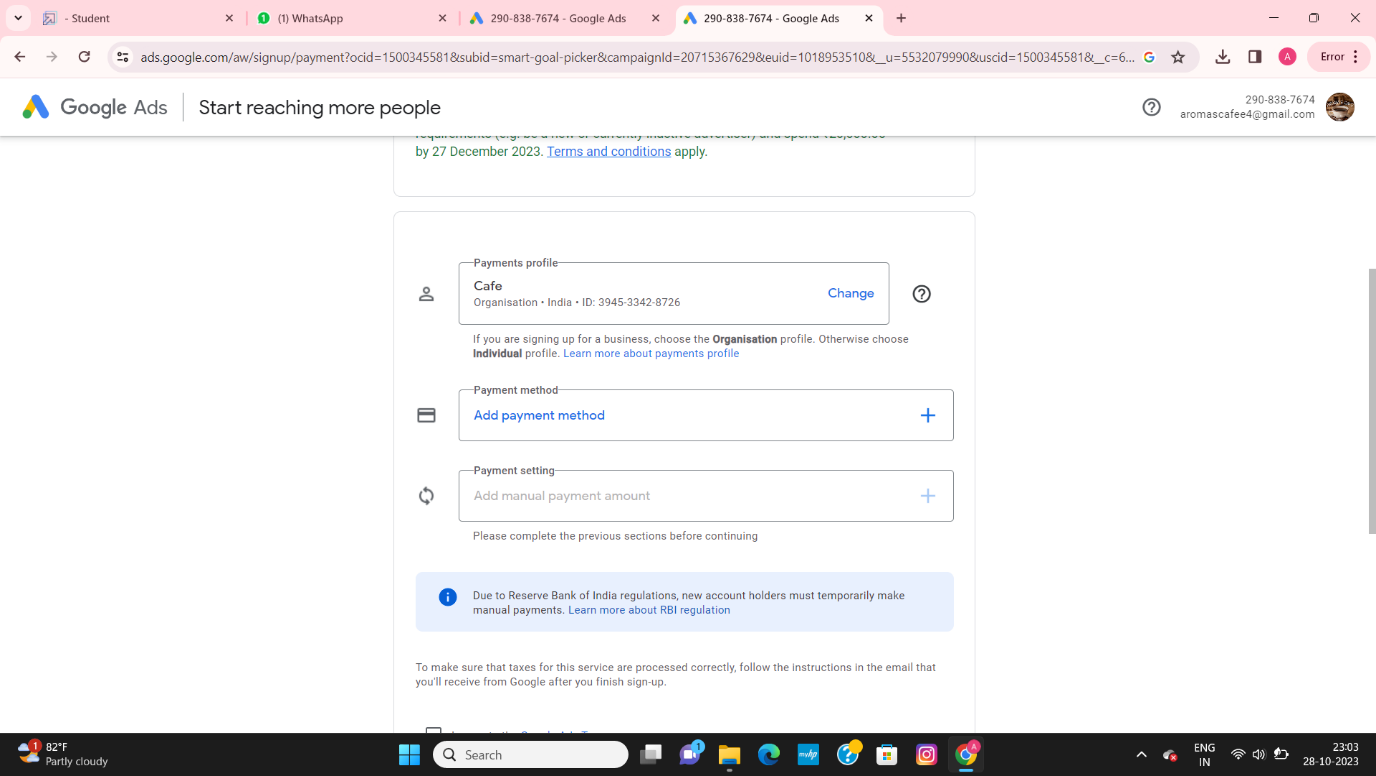 - Student
(1) WhatsApp
290-838-7674 - Google Ads
290-838-7674 - Google Ads
ads.google.com/aw/signup/payment?ocid=1500345581&subid=smart-goal-picker&campaignId=20715367629&euid=1018953510&__u=5532079990&uscid=1500345581&__c=6...
A
Error
Google Ads
Start reaching more people
290-838-7674
aromascafee4@gmail.com
by 27 December 2023. Terms and conditions apply.
Payments profile
Cafe
Organisation • India • ID: 3945-3342-8726
Change
If you are signing up for a business, choose the Organisation profile. Otherwise choose
Individual profile. Learn more about payments profile
Payment method
Add payment method
Payment setting
Add manual payment amount
Please complete the previous sections before continuing
Due to Reserve Bank of India regulations, new account holders must temporarily make
manual payments. Learn more about RBI regulation
To make sure that taxes for this service are processed correctly, follow the instructions in the email that
you'll receive from Google after you finish sign-up.
1
82°F
Partly cloudy
Search
1
myhp
A
ENG
IN
23:03
28-10-2023